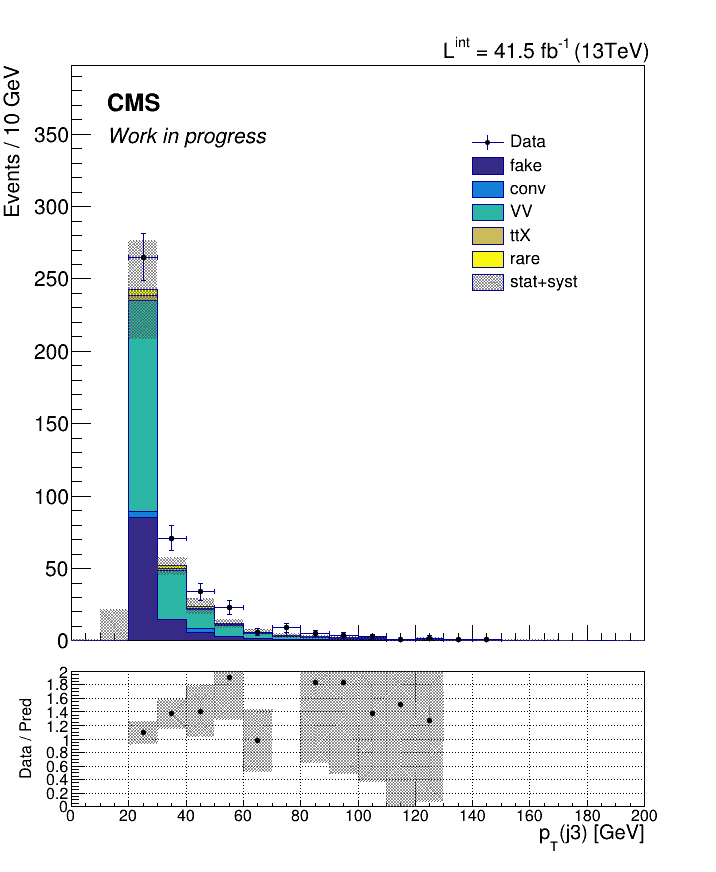 L^int = 41.5 fb^-1 (13TeV)
Events / 10 GeV
CMS
Work in progress
Data
fake
conv
VV
ttX
rare
stat+syst
350
300
250
200
150
100
50
0
Data / Pred
2
1.8
1.6
1.4
1.2
1
0.8
0.6
0.4
0.2
0
0 20 40 60 80 100 120 140 160 180 200
p_T(j3) [GeV]